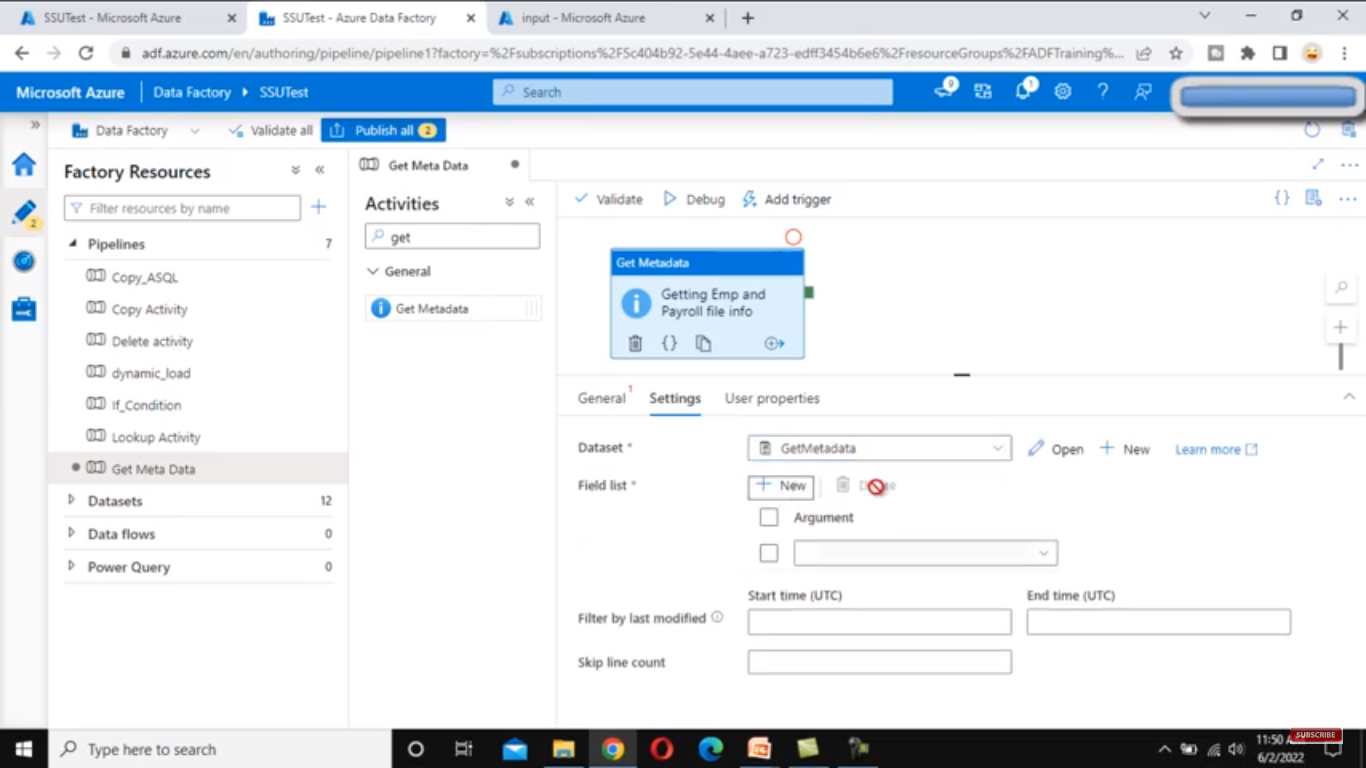 SSUTest - Microsoft Azure
SSUTest - Azure Data Factory
input - Microsoft Azure
adf.azure.com/en/authoring/pipeline/pipeline1?factory=%2Fsubscriptions%2F5c404b92-5e44-4aee-a723-edff3454b6e6%2FresourceGroups%2FADFTraining%...
Microsoft Azure
Data Factory
SSUTest
Search
9
1
Data Factory
Validate all
Publish all 2
Factory Resources
Filter resources by name
2
Pipelines 7
Copy_ASQL
Copy Activity
Delete activity
dynamic_load
If_Condition
Lookup Activity
Get Meta Data
Datasets 12
Data flows 0
Power Query 0
Get Meta Data
Activities
get
General
Get Metadata
Validate
Debug
Add trigger
Get Metadata
Getting Emp and
Payroll file info
General 1
Settings
User properties
Dataset *
GetMetadata
Open
New
Learn more
Field list *
New
Argument
Start time (UTC)
End time (UTC)
Filter by last modified
Skip line count
Type here to search
11:50
6/2/2022
SUBSCRIBE